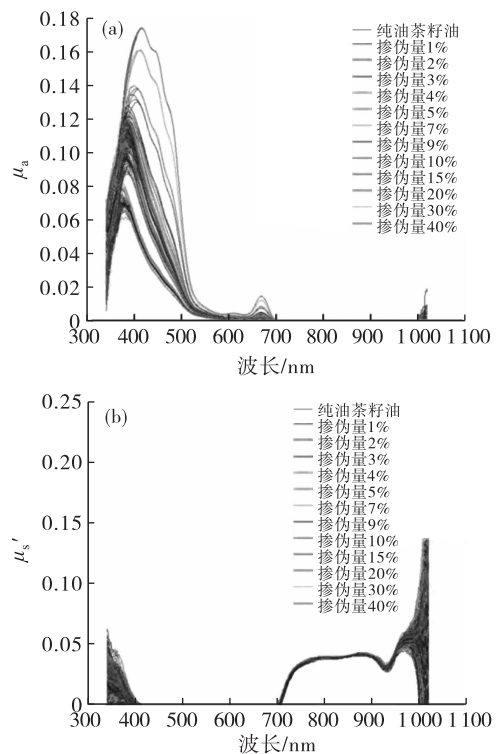 0.18
(a)
纯油茶籽油
掺伪量1%
掺伪量2%
掺伪量3%
掺伪量4%
掺伪量5%
掺伪量7%
掺伪量9%
掺伪量10%
掺伪量15%
掺伪量20%
掺伪量30%
掺伪量40%
0.16
0.14
0.12
0.10
0.08
0.06
0.04
0.02
0
μa
300 400 500 600 700 800 900 1 000 1 100
波长/nm
0.25
(b)
纯油茶籽油
掺伪量1%
掺伪量2%
掺伪量3%
掺伪量4%
掺伪量5%
掺伪量7%
掺伪量9%
掺伪量10%
掺伪量15%
掺伪量20%
掺伪量30%
掺伪量40%
0.20
0.15
0.10
0.05
0
μs′
300 400 500 600 700 800 900 1 000 1 100
波长/nm